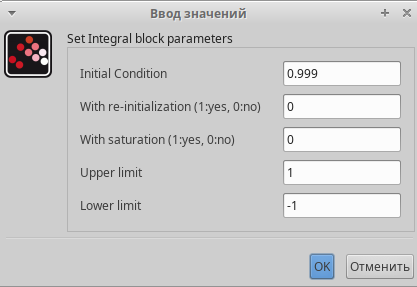 Ввод значений
Set Integral block parameters
Initial Condition 0.999
With re-initialization (1:yes, 0:no) 0
With saturation (1:yes, 0:no) 0
Upper limit 1
Lower limit -1
OK Отменить